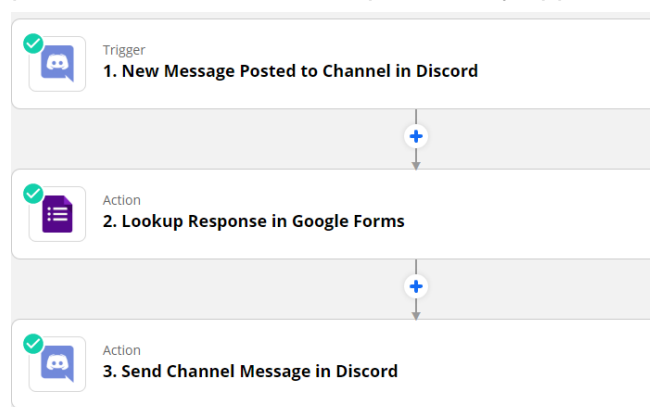 Trigger
1. New Message Posted to Channel in Discord
Action
2. Lookup Response in Google Forms
Action
3. Send Channel Message in Discord